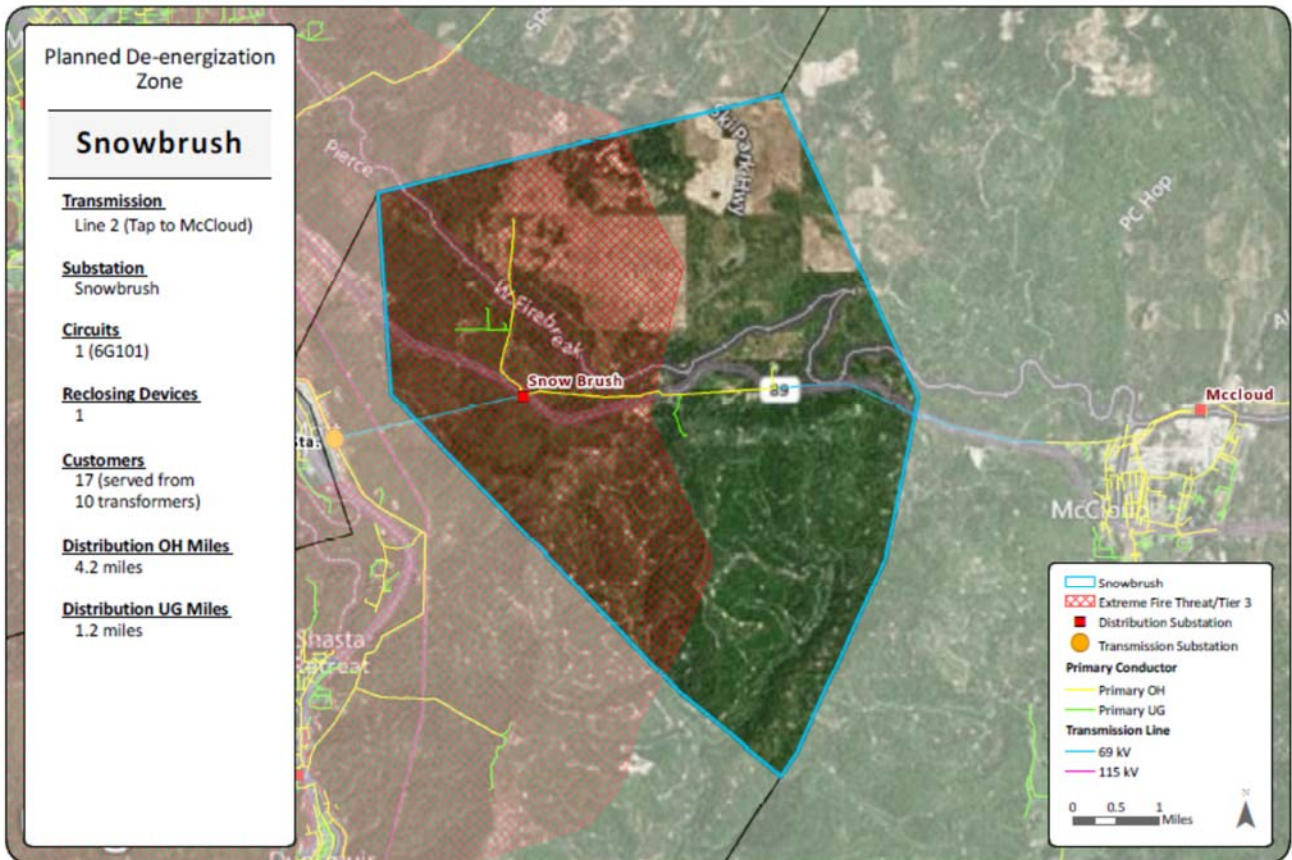 Planned De-energization
Zone
Snowbrush
Transmission
Line 2 (Tap to McCloud)
Substation
Snowbrush
Circuits
1 (6G101)
Reclosing Devices
1
Customers
17 (served from
10 transformers)
Distribution OH Miles
4.2 miles
Distribution UG Miles
1.2 miles
Ski Park Hwy
Pierce
W Firebreak
PC Hop
Snow Brush
89
Mccloud
McCloud
Shasta
Retreat
Snowbrush
Extreme Fire Threat/Tier 3
Distribution Substation
Transmission Substation
Primary Conductor
Primary OH
Primary UG
Transmission Line
69 kV
115 kV
N
0 0.5 1
Miles